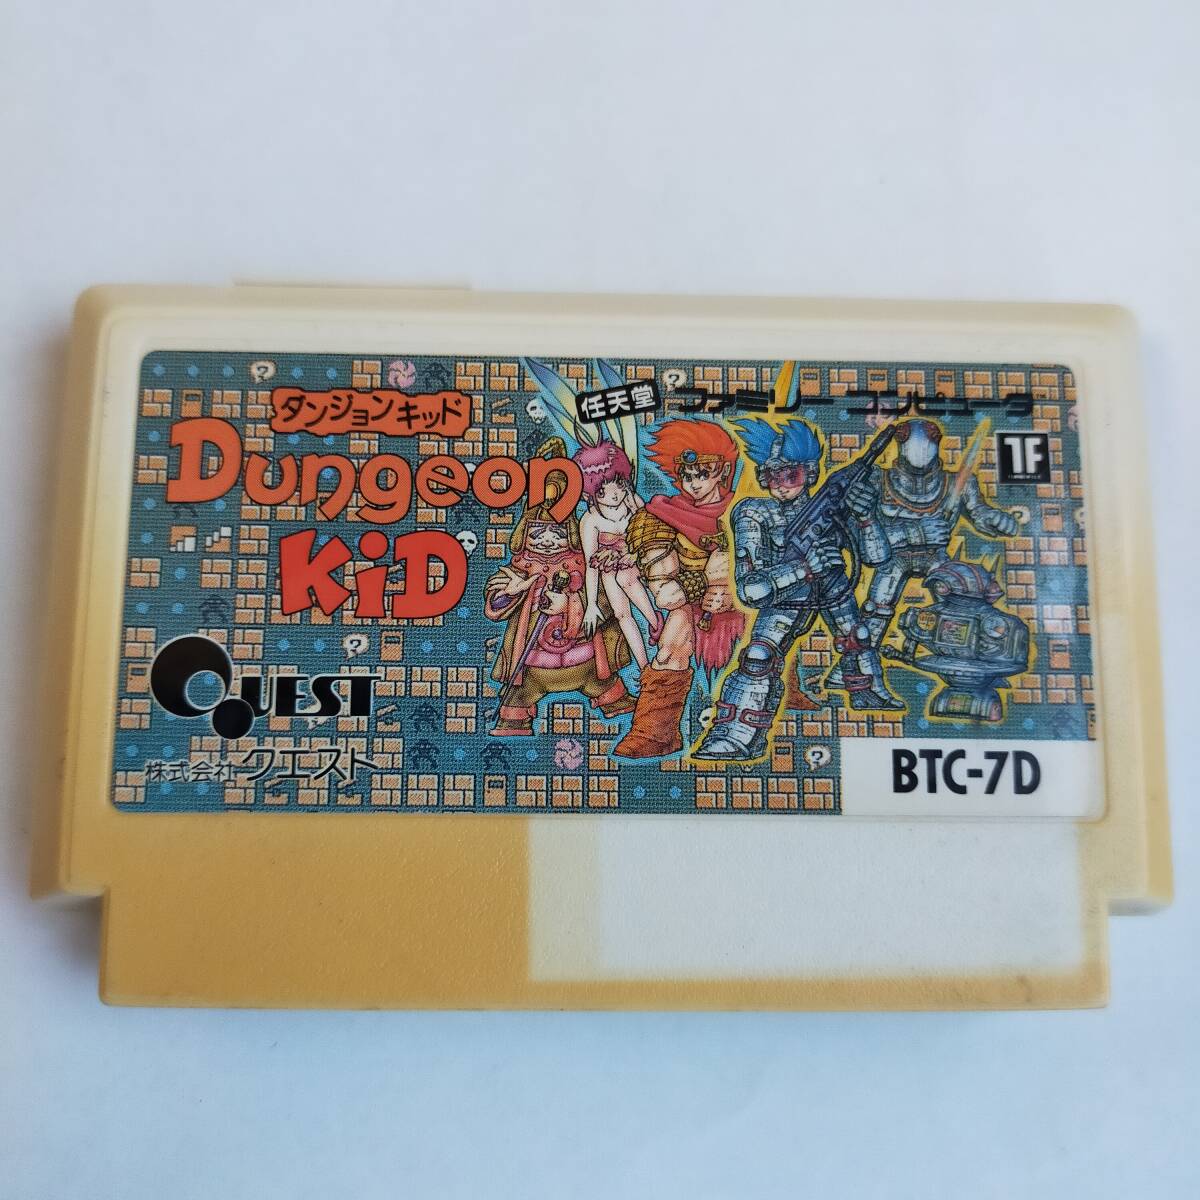 ダンジョンキッド
Dungeon
KiD
任天堂 ファミリーコンピュータ
1F
QUEST
株式会社クエスト
BTC-7D